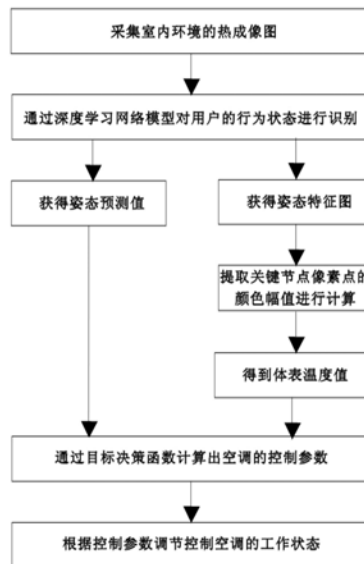 采集室内环境的热成像图
通过深度学习网络模型对用户的行为状态进行识别
获得姿态预测值
获得姿态特征图
提取关键节点像素点的
颜色幅值进行计算
得到体表温度值
通过目标决策函数计算出空调的控制参数
根据控制参数调节控制空调的工作状态